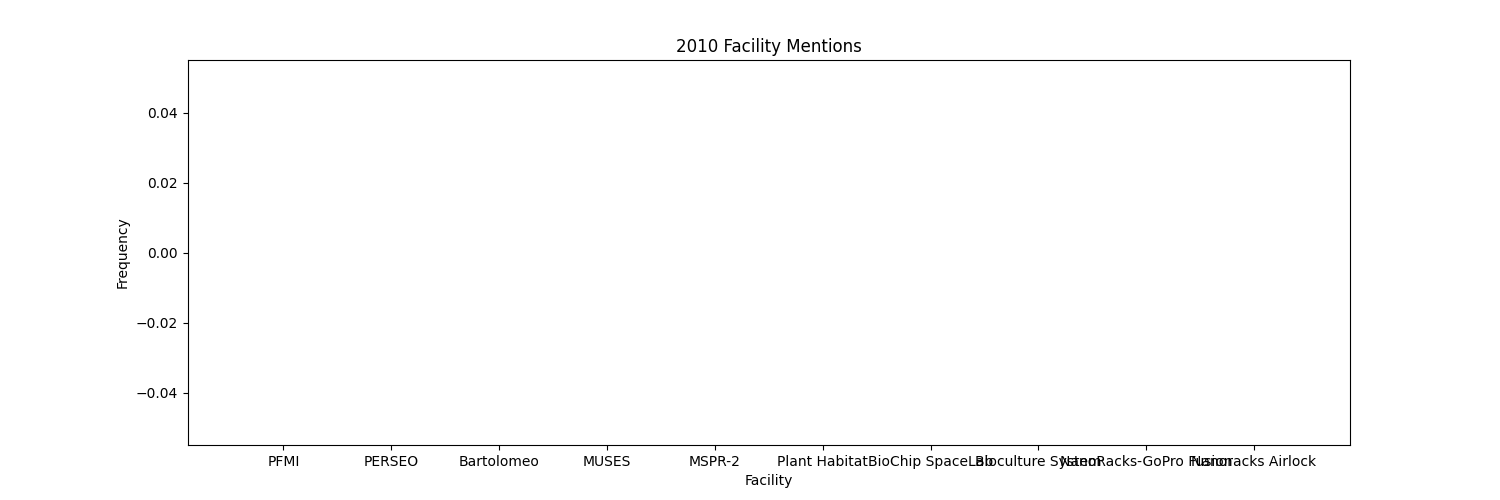 2010 Facility Mentions
0.04
0.02
0.00
−0.02
−0.04
Frequency
PFMI PERSEO Bartolomeo MUSES MSPR-2 Plant Habitat BioChip SpaceLab Bioculture System NanoRacks-GoPro Fusion Nanoracks Airlock
Facility